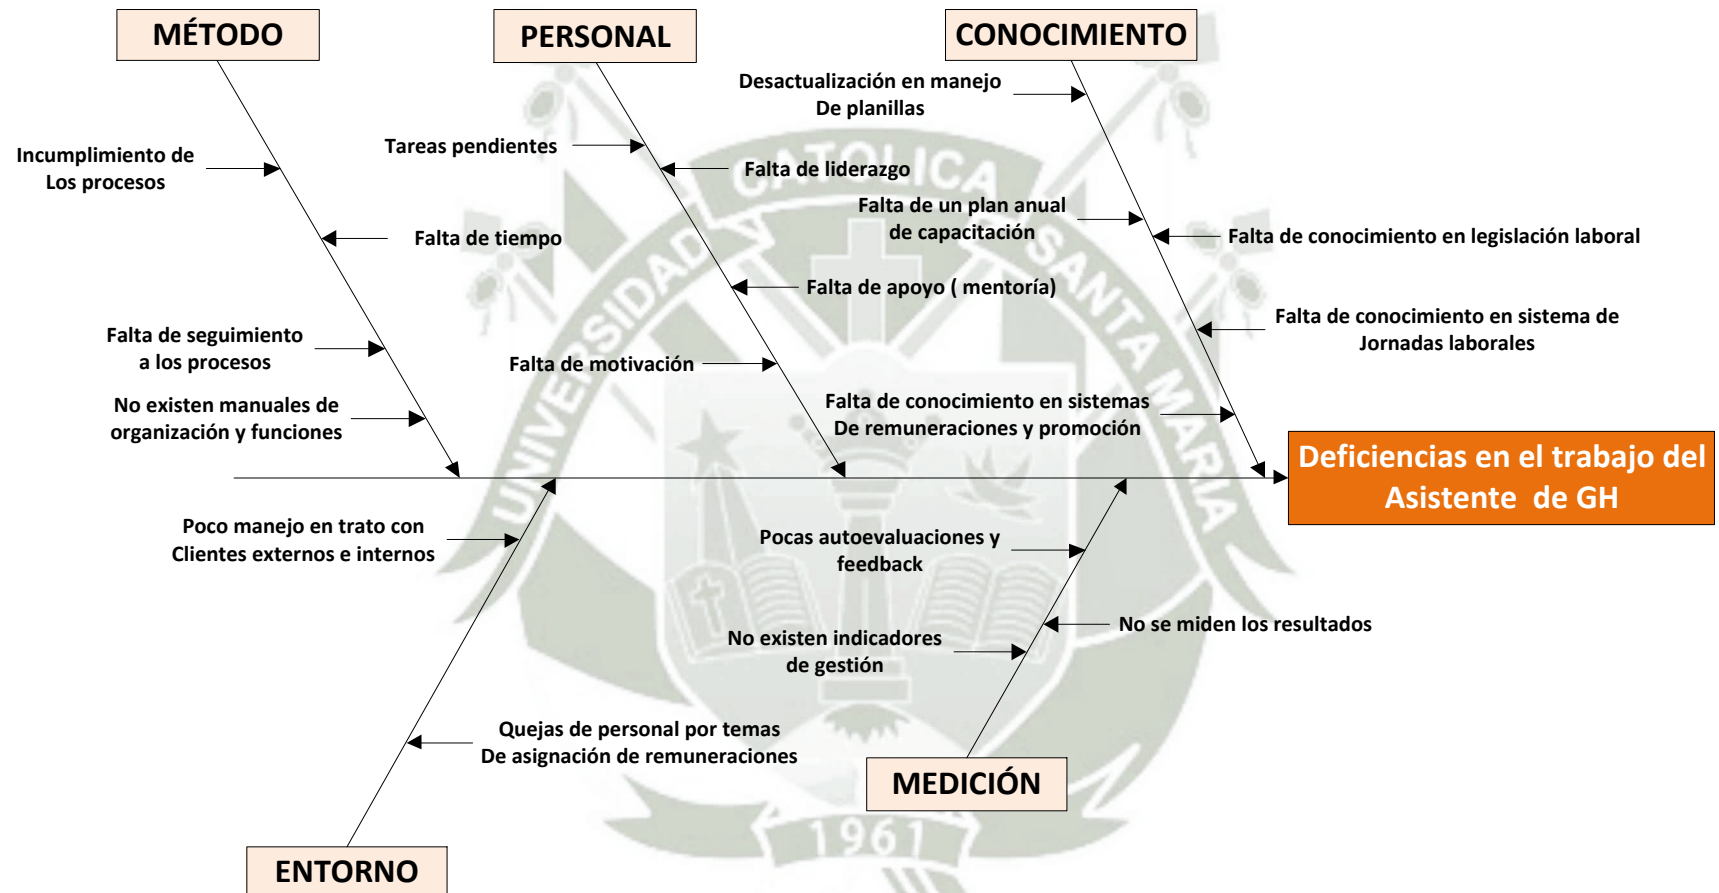 MÉTODO
PERSONAL
CONOCIMIENTO
Desactualización en manejo
De planillas
Incumplimiento de
Los procesos
Tareas pendientes
Falta de liderazgo
Falta de un plan anual
de capacitación
Falta de tiempo
Falta de conocimiento en legislación laboral
Falta de apoyo ( mentoría)
Falta de seguimiento
a los procesos
Falta de motivación
Falta de conocimiento en sistema de
Jornadas laborales
No existen manuales de
organización y funciones
Falta de conocimiento en sistemas
De remuneraciones y promoción
Deficiencias en el trabajo del
Asistente de GH
Poco manejo en trato con
Clientes externos e internos
Pocas autoevaluaciones y
feedback
No existen indicadores
de gestión
No se miden los resultados
Quejas de personal por temas
De asignación de remuneraciones
MEDICIÓN
ENTORNO
UNIVERSIDAD CATOLICA SANTA MARIA
1961